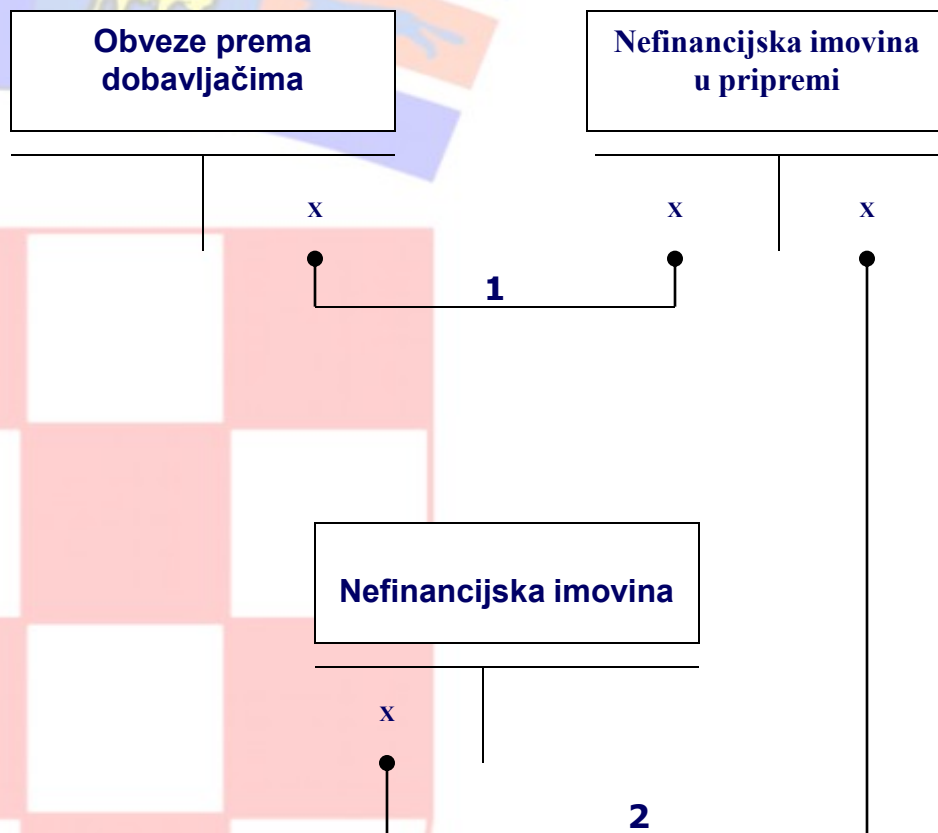 Obveze prema
dobavljačima
Nefinancijska imovina
u pripremi
x
x
x
1
Nefinancijska imovina
x
2